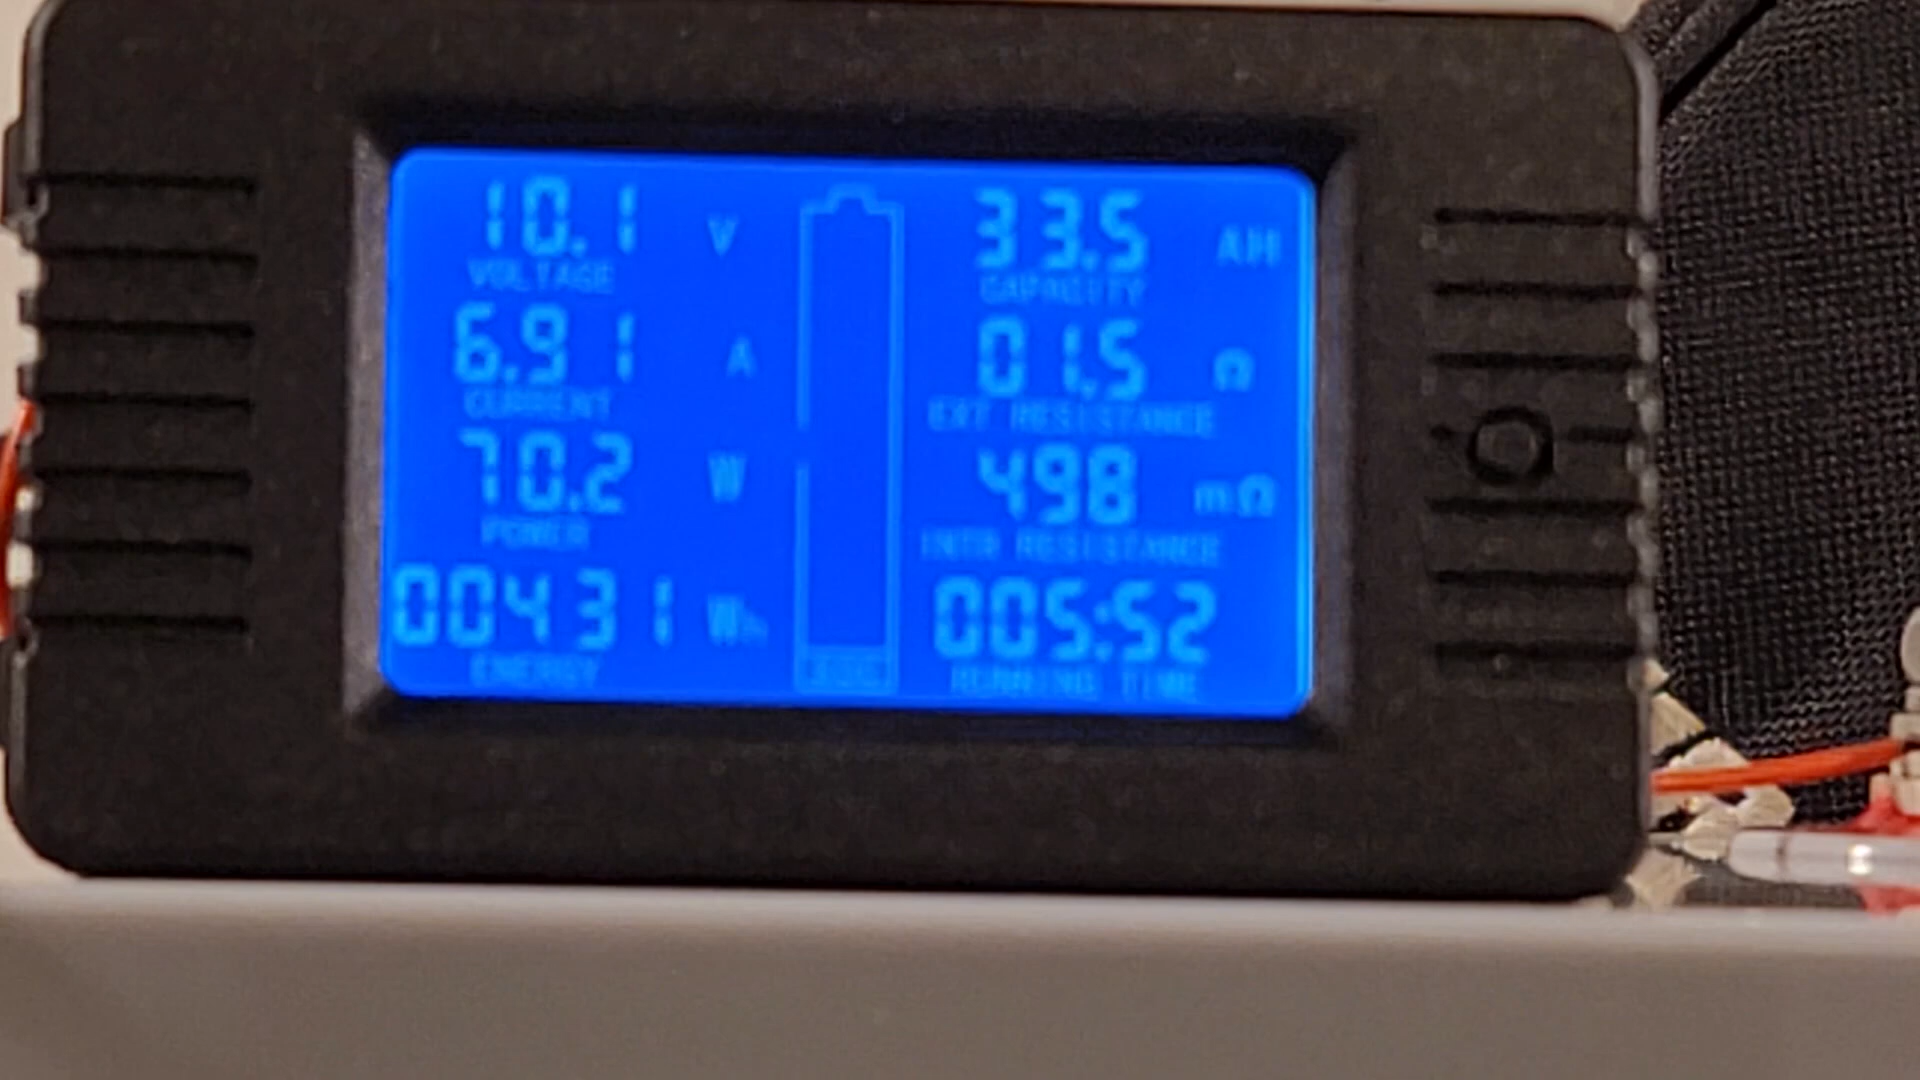 10.1 V
VOLTAGE
6.91 A
CURRENT
70.2 W
POWER
00431 Wh
ENERGY
SOC
33.5 AH
CAPACITY
01.5 Ω
EXT RESISTANCE
498 mΩ
INTR RESISTANCE
005:52
RUNNING TIME